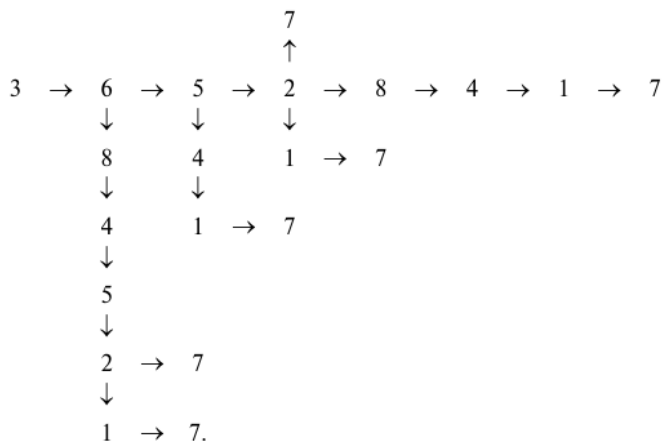 7
↑
3 → 6 → 5 → 2 → 8 → 4 → 1 → 7
↓ ↓ ↓
8 4 1 → 7
↓ ↓
4 1 → 7
↓
5
↓
2 → 7
↓
1 → 7.